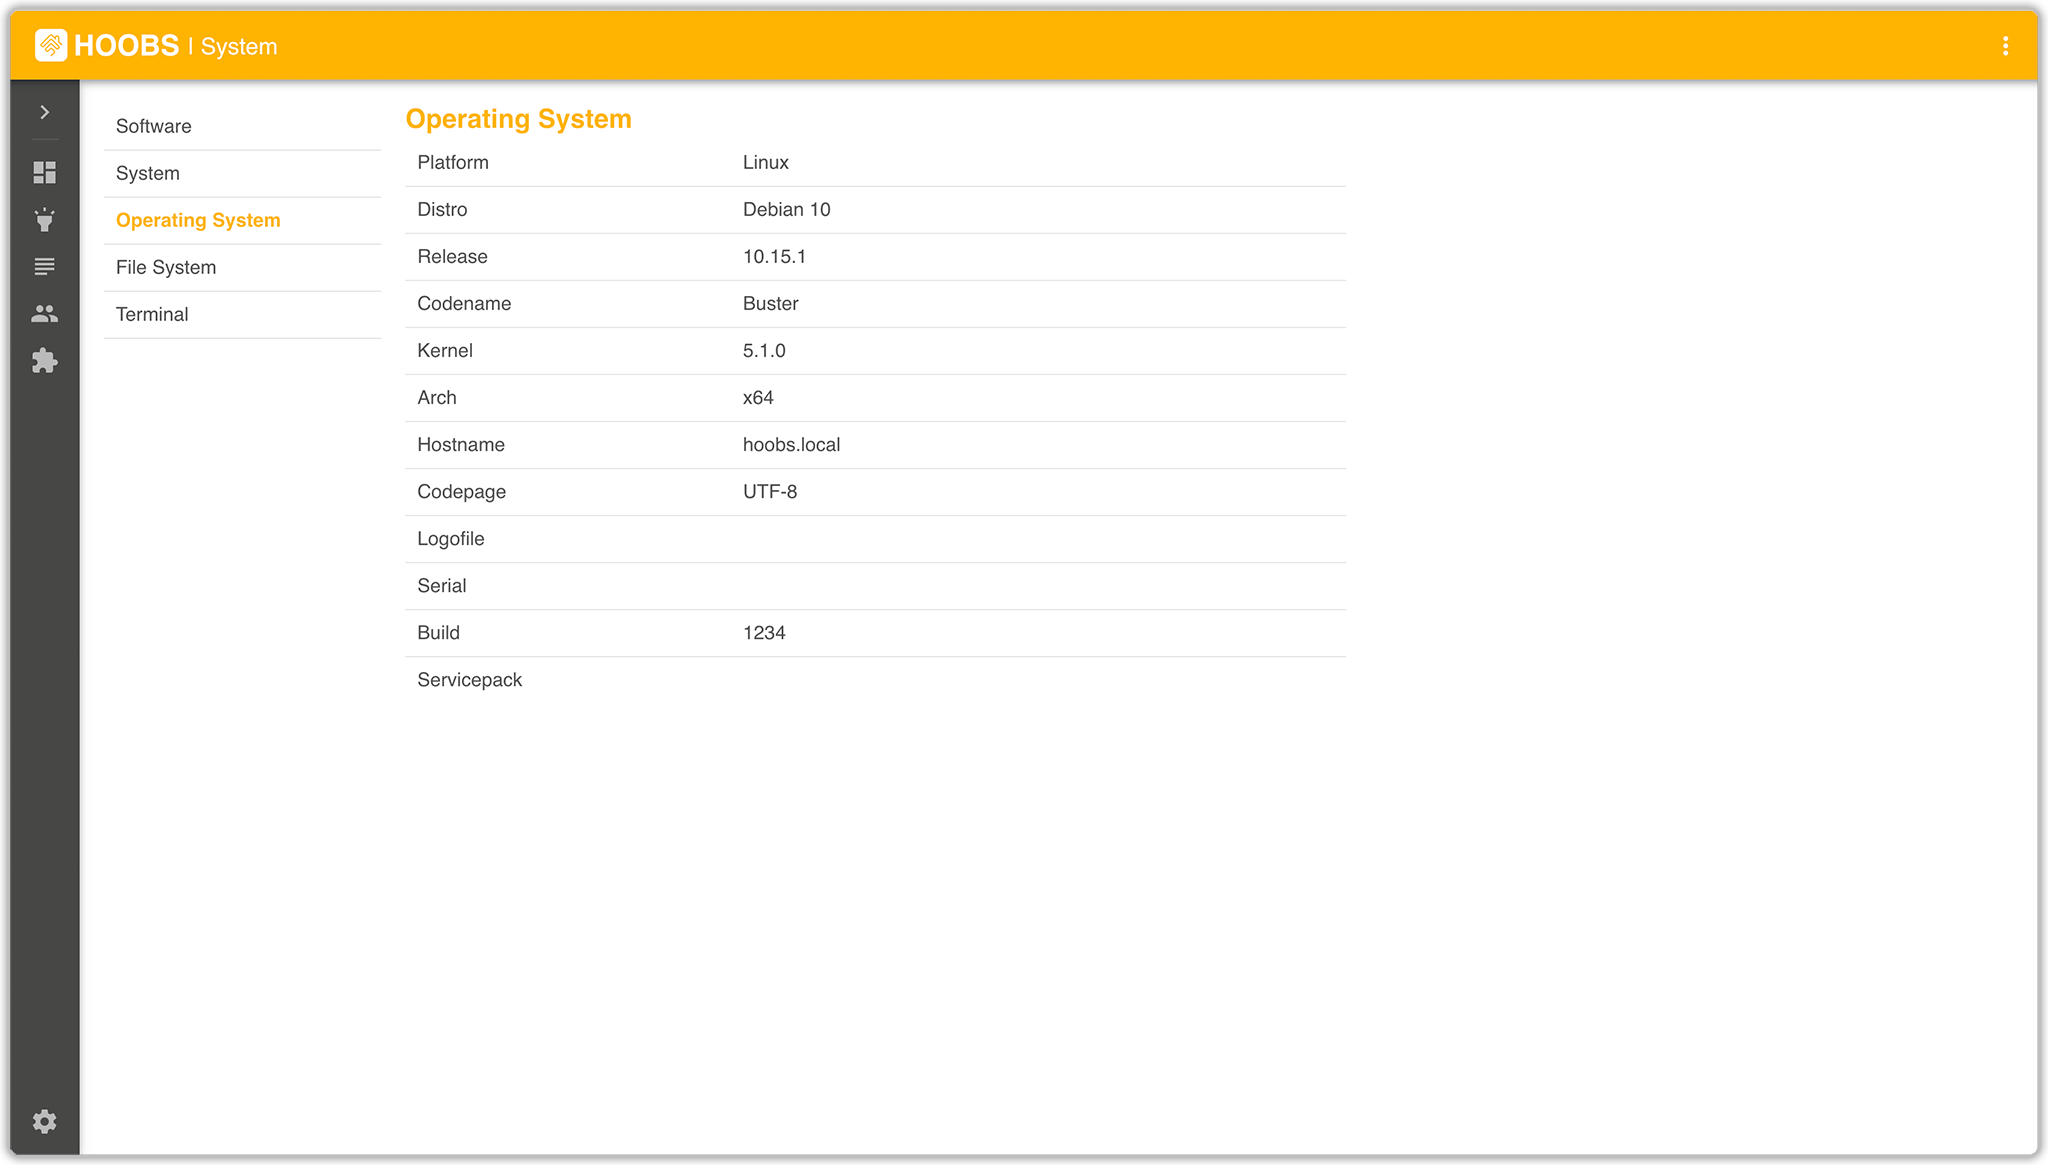 HOOBS | System
Software
System
Operating System
File System
Terminal
Operating System
Platform Linux
Distro Debian 10
Release 10.15.1
Codename Buster
Kernel 5.1.0
Arch x64
Hostname hoobs.local
Codepage UTF-8
Logofile
Serial
Build 1234
Servicepack